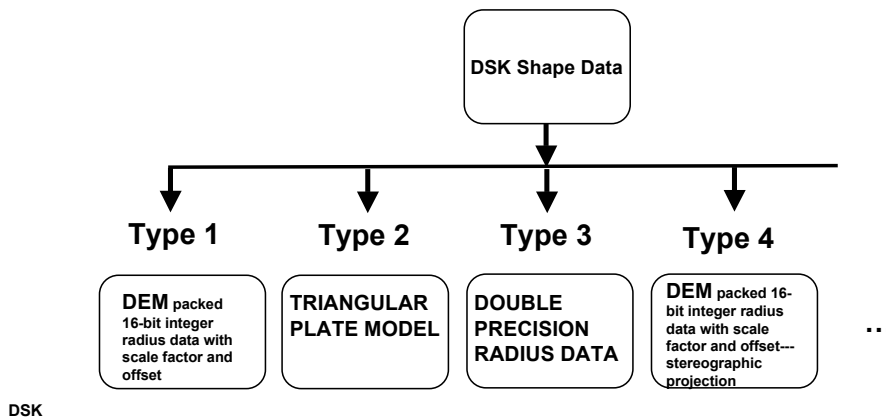 DSK Shape Data
Type 1
Type 2
Type 3
Type 4
DEM packed
16-bit integer
radius data with
scale factor and
offset
TRIANGULAR
PLATE MODEL
DOUBLE
PRECISION
RADIUS DATA
DEM packed 16-
bit integer radius
data with scale
factor and offset---
stereographic
projection
..
DSK